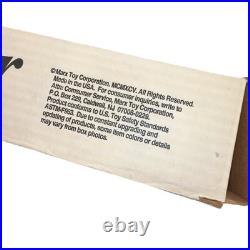 ©Marx Toy Corporation. MCMXCV. All Rights Reserved.
Made in the USA. For consumer inquiries, write to
Attn: Consumer Service, Marx Toy Corporation,
P.O. Box 229, Caldwell, NJ 07006-0229.
Product conforms to U.S. Toy Safety Standards
ASTM-F963. Due to constant upgrading and
updating of products, some item colors or details
may vary from box photos.
r